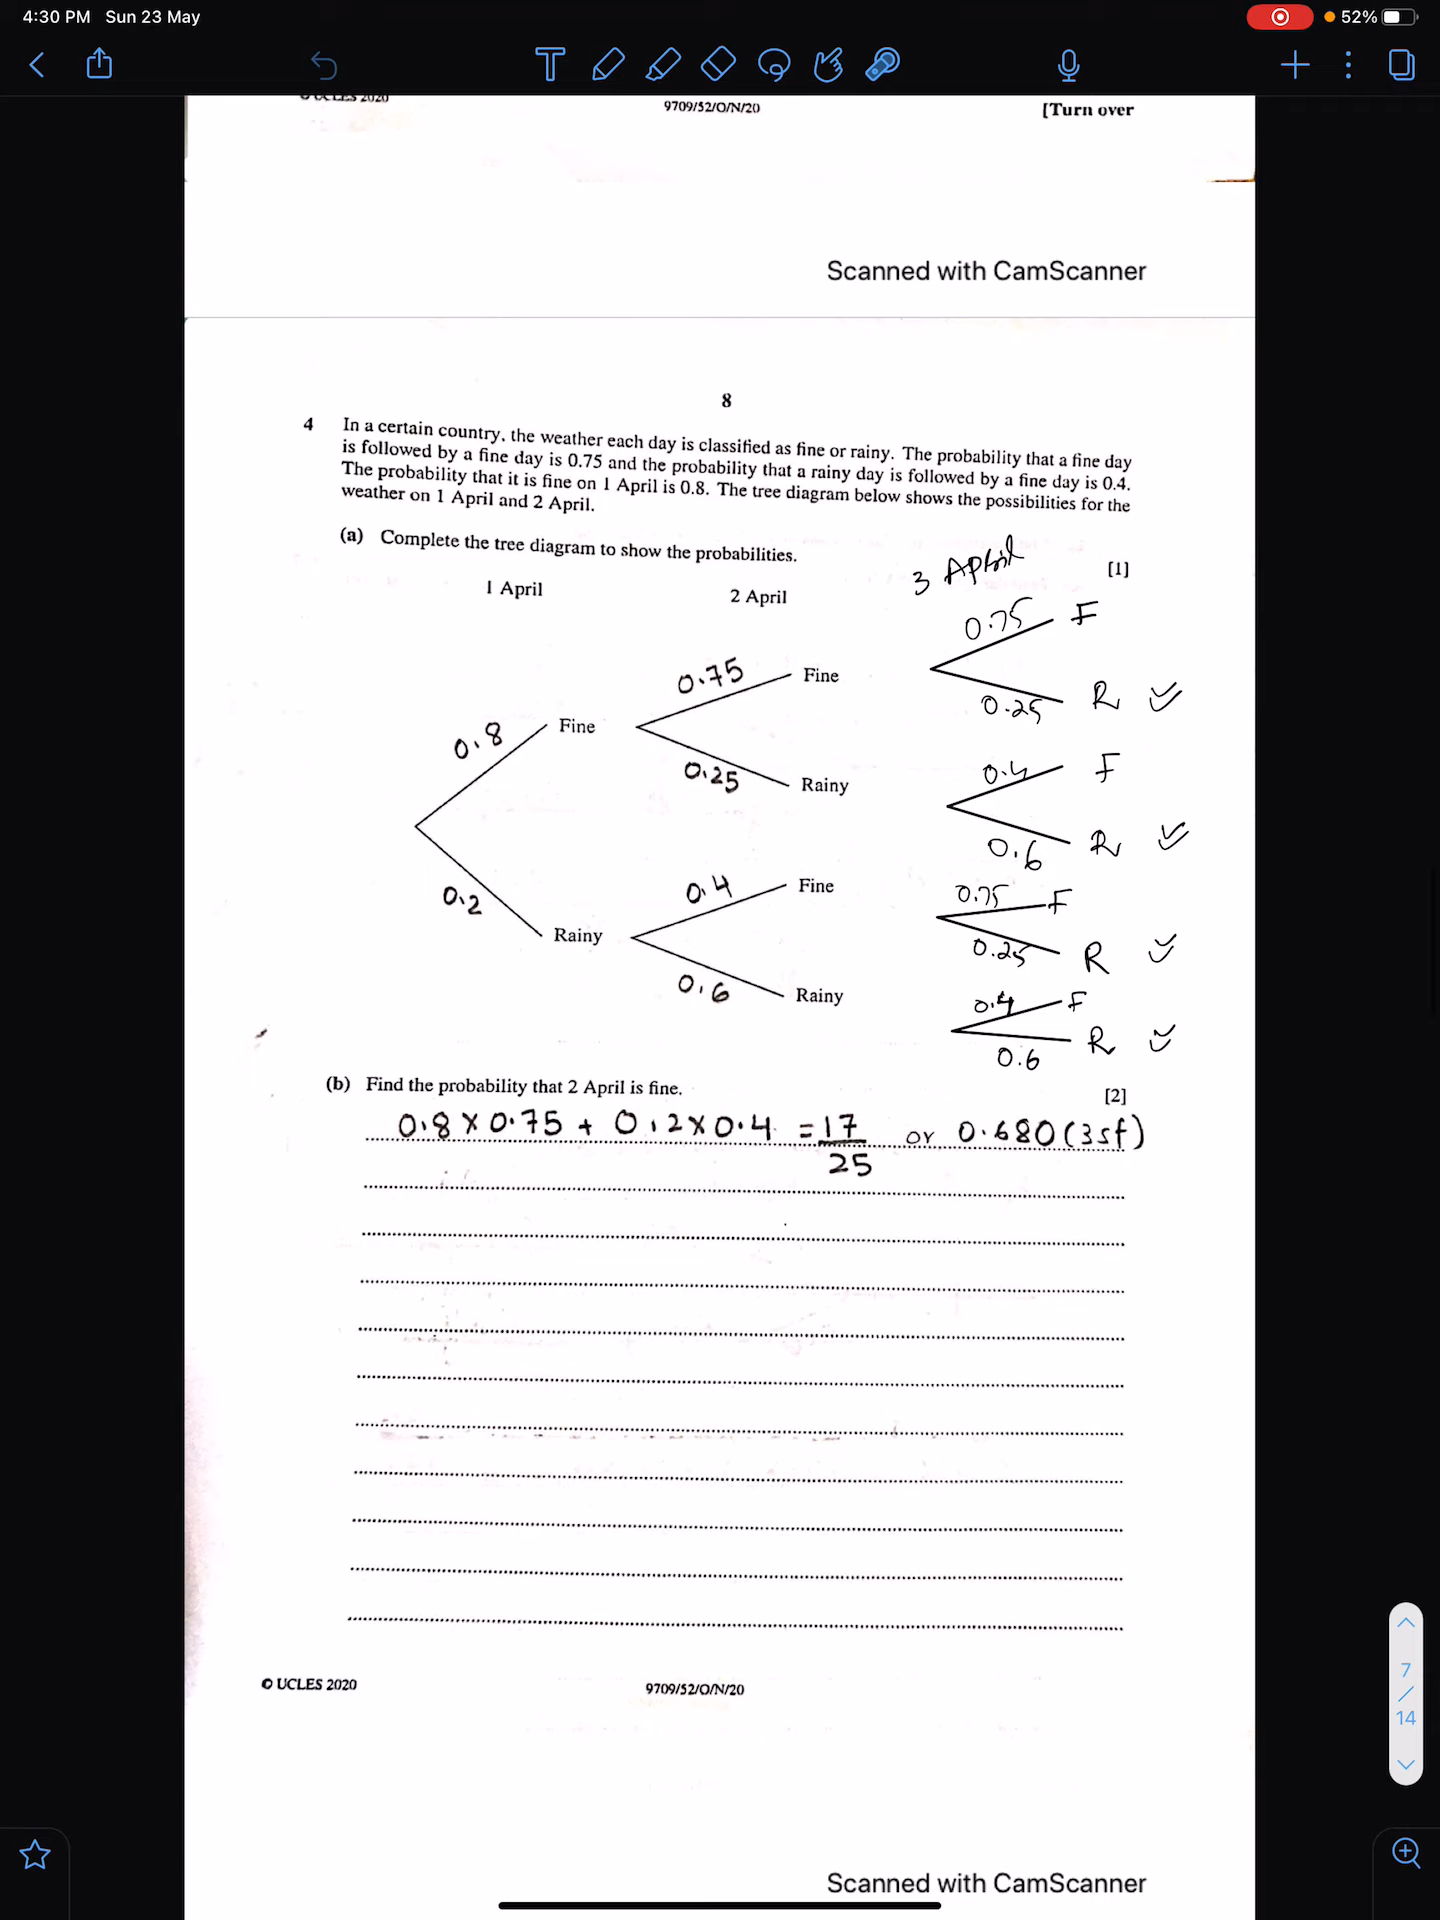 4:30 PM Sun 23 May
52%
© UCLES 2020
9709/52/O/N/20
[Turn over
Scanned with CamScanner
8
4 In a certain country, the weather each day is classified as fine or rainy. The probability that a fine day
is followed by a fine day is 0.75 and the probability that a rainy day is followed by a fine day is 0.4.
The probability that it is fine on 1 April is 0.8. The tree diagram below shows the possibilities for the
weather on 1 April and 2 April.
(a) Complete the tree diagram to show the probabilities.
[1]
1 April
2 April
3 April
0.75 F
0.75 Fine
0.25 R
0.8 Fine
0.25 Rainy
0.4 F
0.6 R
0.75 F
0.4 Fine
0.2 Rainy
0.25 R
0.6 Rainy
0.4 F
0.6 R
(b) Find the probability that 2 April is fine.
[2]
0.8 × 0.75 + 0.2 × 0.4 = 17/25 or 0.680 (3sf)
© UCLES 2020
9709/52/O/N/20
7
/
14
Scanned with CamScanner